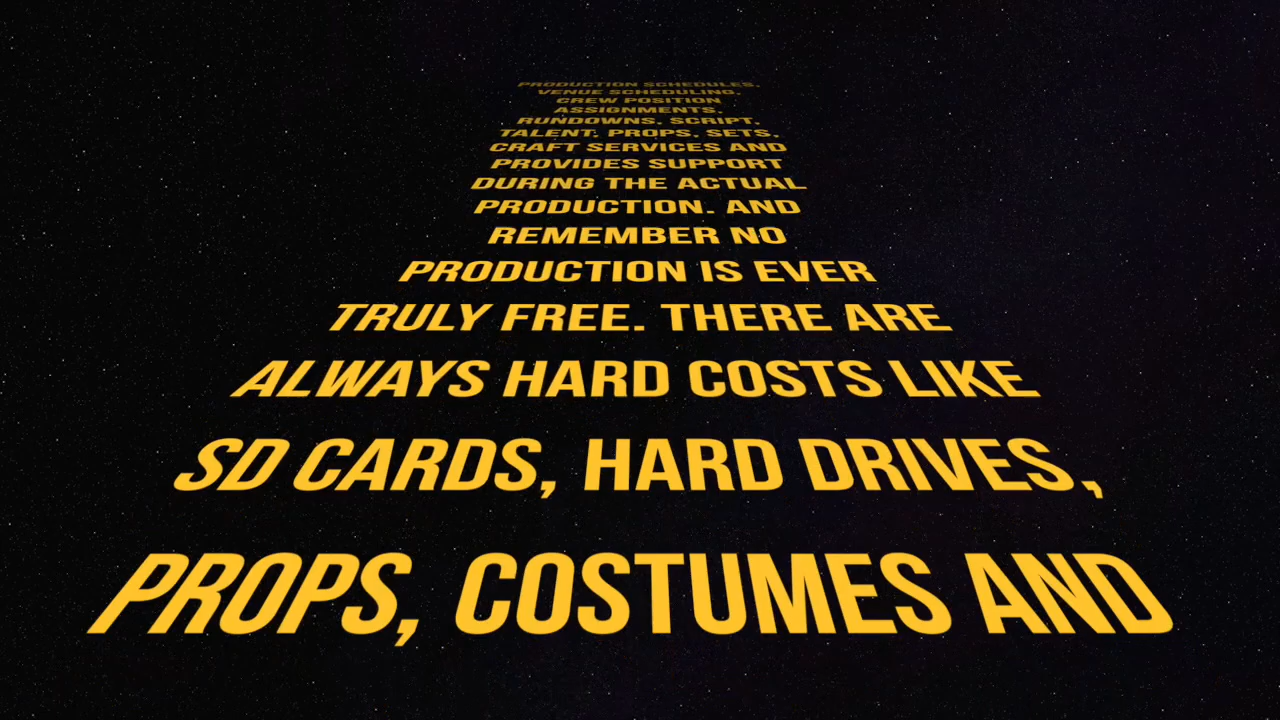 PRODUCTION SCHEDULES,
VENUE SCHEDULING,
CREW POSITION
ASSIGNMENTS,
RUNDOWNS, SCRIPT,
TALENT, PROPS, SETS,
CRAFT SERVICES AND
PROVIDES SUPPORT
DURING THE ACTUAL
PRODUCTION. AND
REMEMBER NO
PRODUCTION IS EVER
TRULY FREE. THERE ARE
ALWAYS HARD COSTS LIKE
SD CARDS, HARD DRIVES,
PROPS, COSTUMES AND